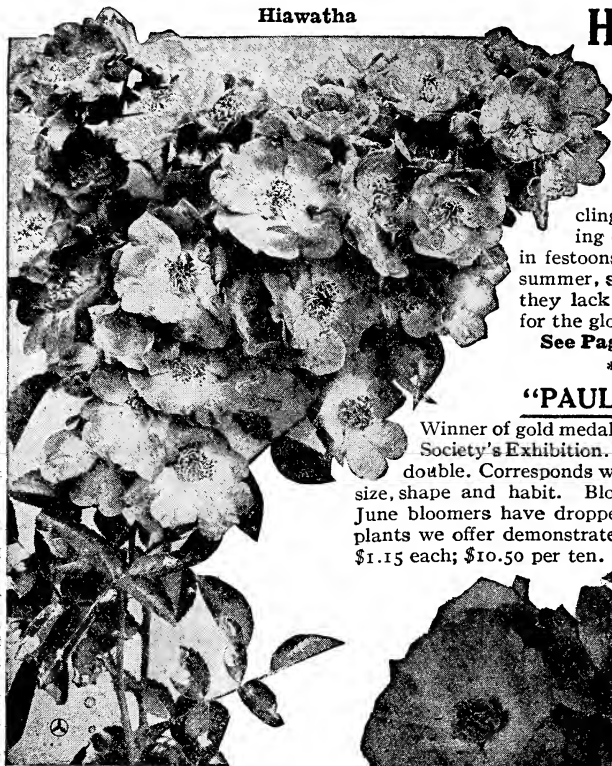 Hiawatha
H
cling
ing
in festoons
summer, s
they lack
for the glo
See Pag
*
"PAUL
Winner of gold medal
Society's Exhibition.
double. Corresponds w
size, shape and habit. Blo
June bloomers have droppe
plants we offer demonstrate
$1.15 each; $10.50 per ten.